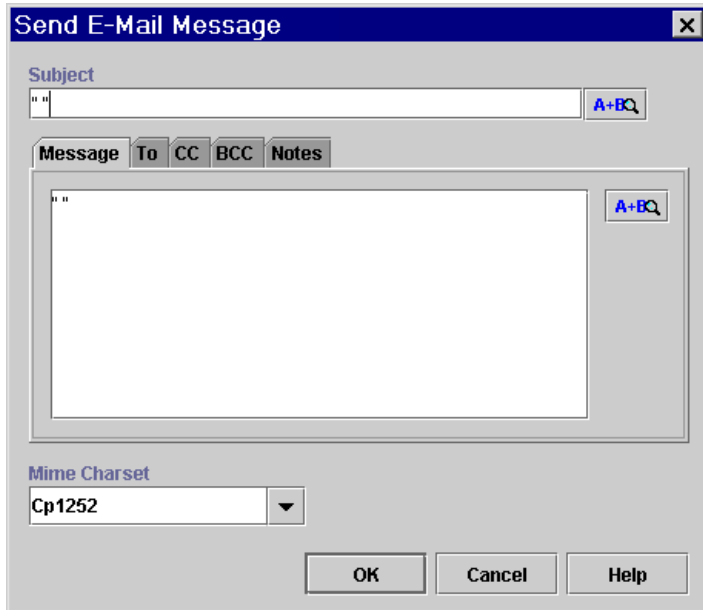 Send E-Mail Message
Subject
""
A+B
Message To CC BCC Notes
""
A+B
Mime Charset
Cp1252
OK Cancel Help